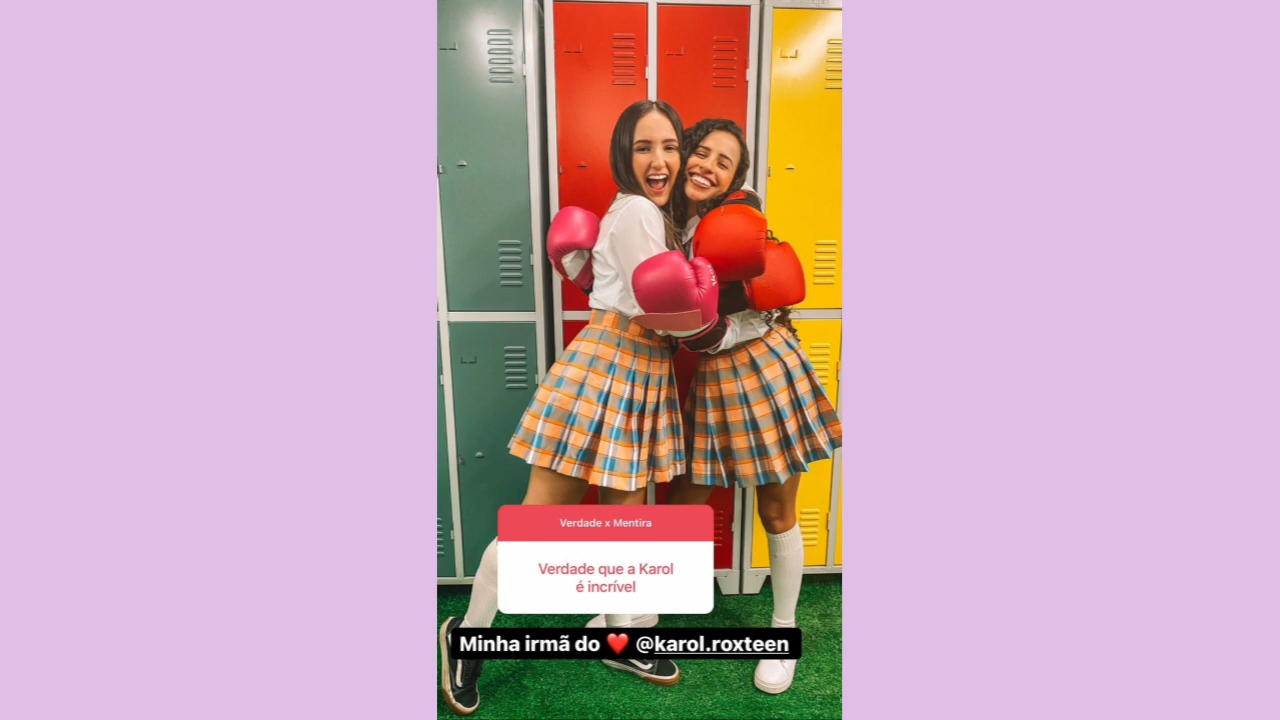 Verdade x Mentira
Verdade que a Karol
é incrível
Minha irmã do ❤️ @karol.roxteen